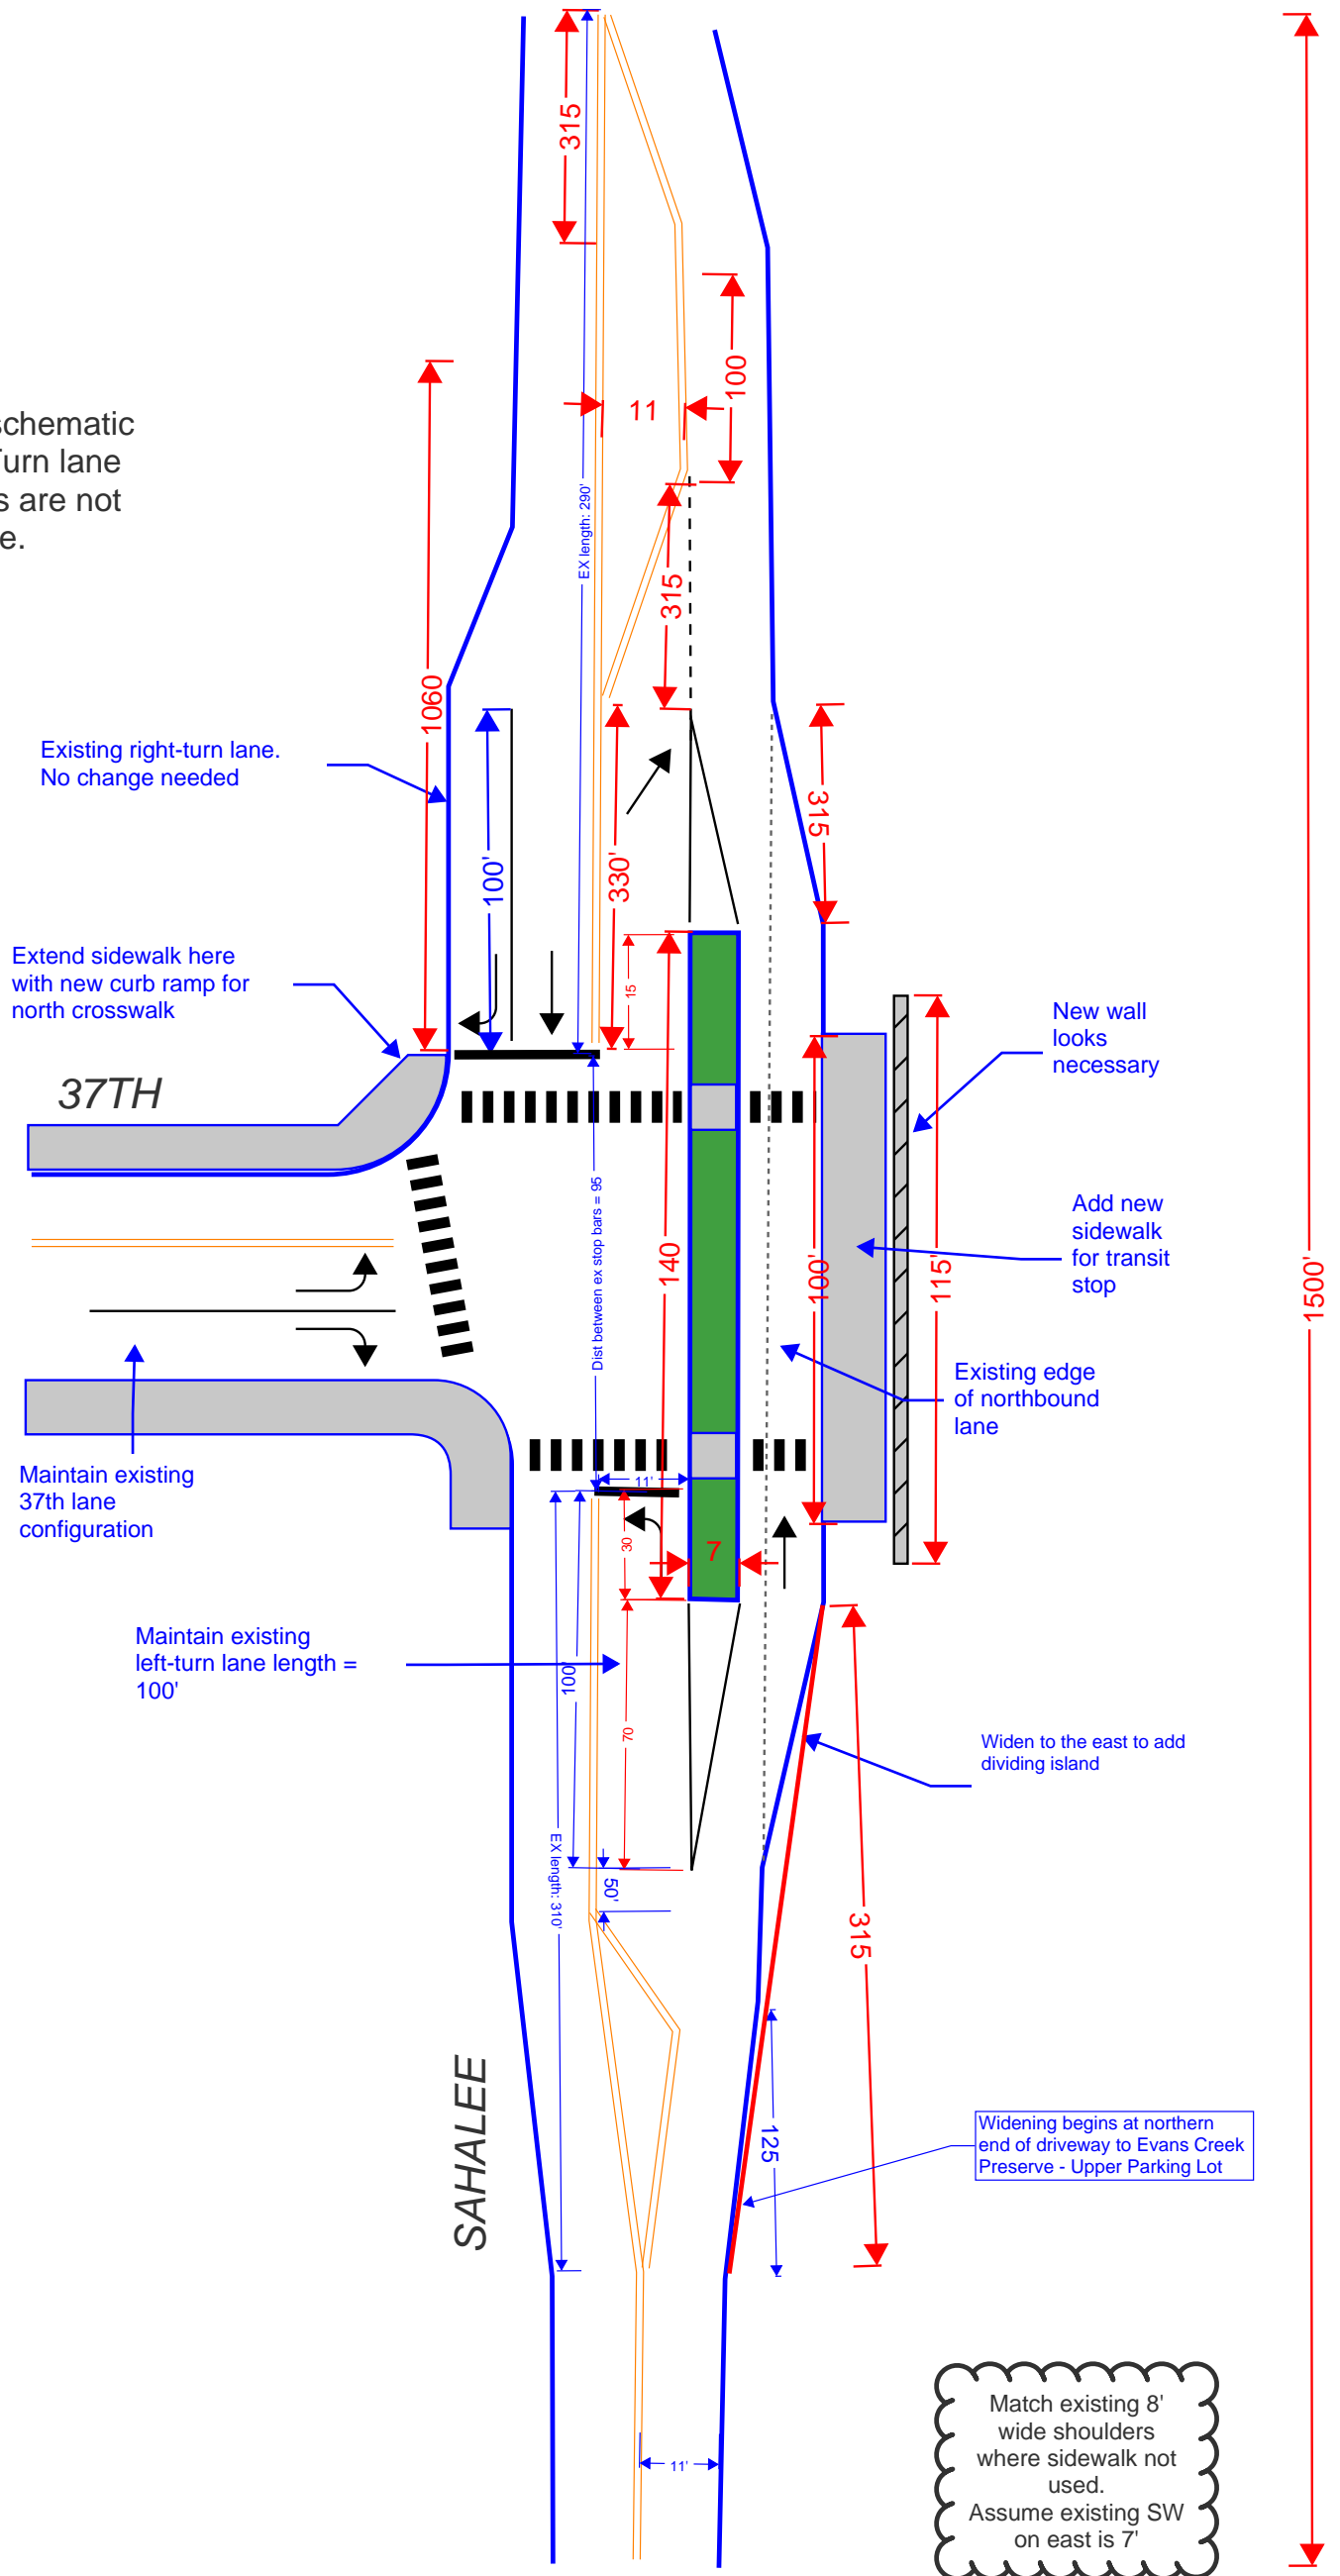 315
100
11
schematic
Turn lane
s are not
e.
EX length: 290'
315
1060
Existing right-turn lane.
No change needed
100'
330'
315
Extend sidewalk here
with new curb ramp for
north crosswalk
15
New wall
looks
necessary
37TH
Dist between ex stop bars = 95
140
100'
115'
Add new
sidewalk
for transit
stop
1500'
Existing edge
of northbound
lane
Maintain existing
37th lane
configuration
11'
30
7
Maintain existing
left-turn lane length =
100'
100'
70
Widen to the east to add
dividing island
EX length: 310'
50'
315
SAHALEE
125
Widening begins at northern
end of driveway to Evans Creek
Preserve - Upper Parking Lot
11'
Match existing 8'
wide shoulders
where sidewalk not
used.
Assume existing SW
on east is 7'